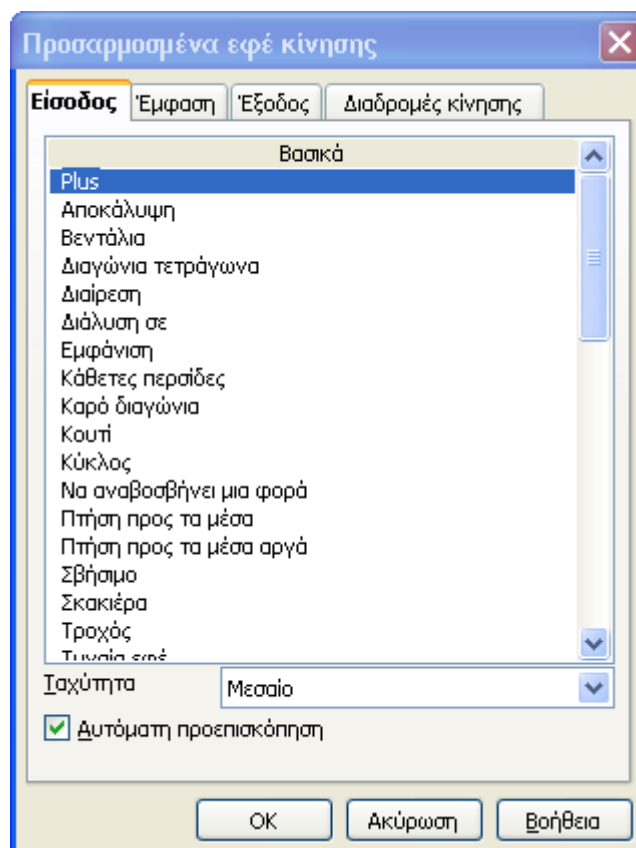 Προσαρμοσμένα εφέ κίνησης
Είσοδος Έμφαση Έξοδος Διαδρομές κίνησης
Βασικά
Plus
Αποκάλυψη
Βεντάλια
Διαγώνια τετράγωνα
Διαίρεση
Διάλυση σε
Εμφάνιση
Κάθετες περσίδες
Καρό διαγώνια
Κουτί
Κύκλος
Να αναβοσβήνει μια φορά
Πτήση προς τα μέσα
Πτήση προς τα μέσα αργά
Σβήσιμο
Σκακιέρα
Τροχός
Τυχαία εφέ
Ταχύτητα Μεσαίο
Αυτόματη προεπισκόπηση
OK Ακύρωση Βοήθεια